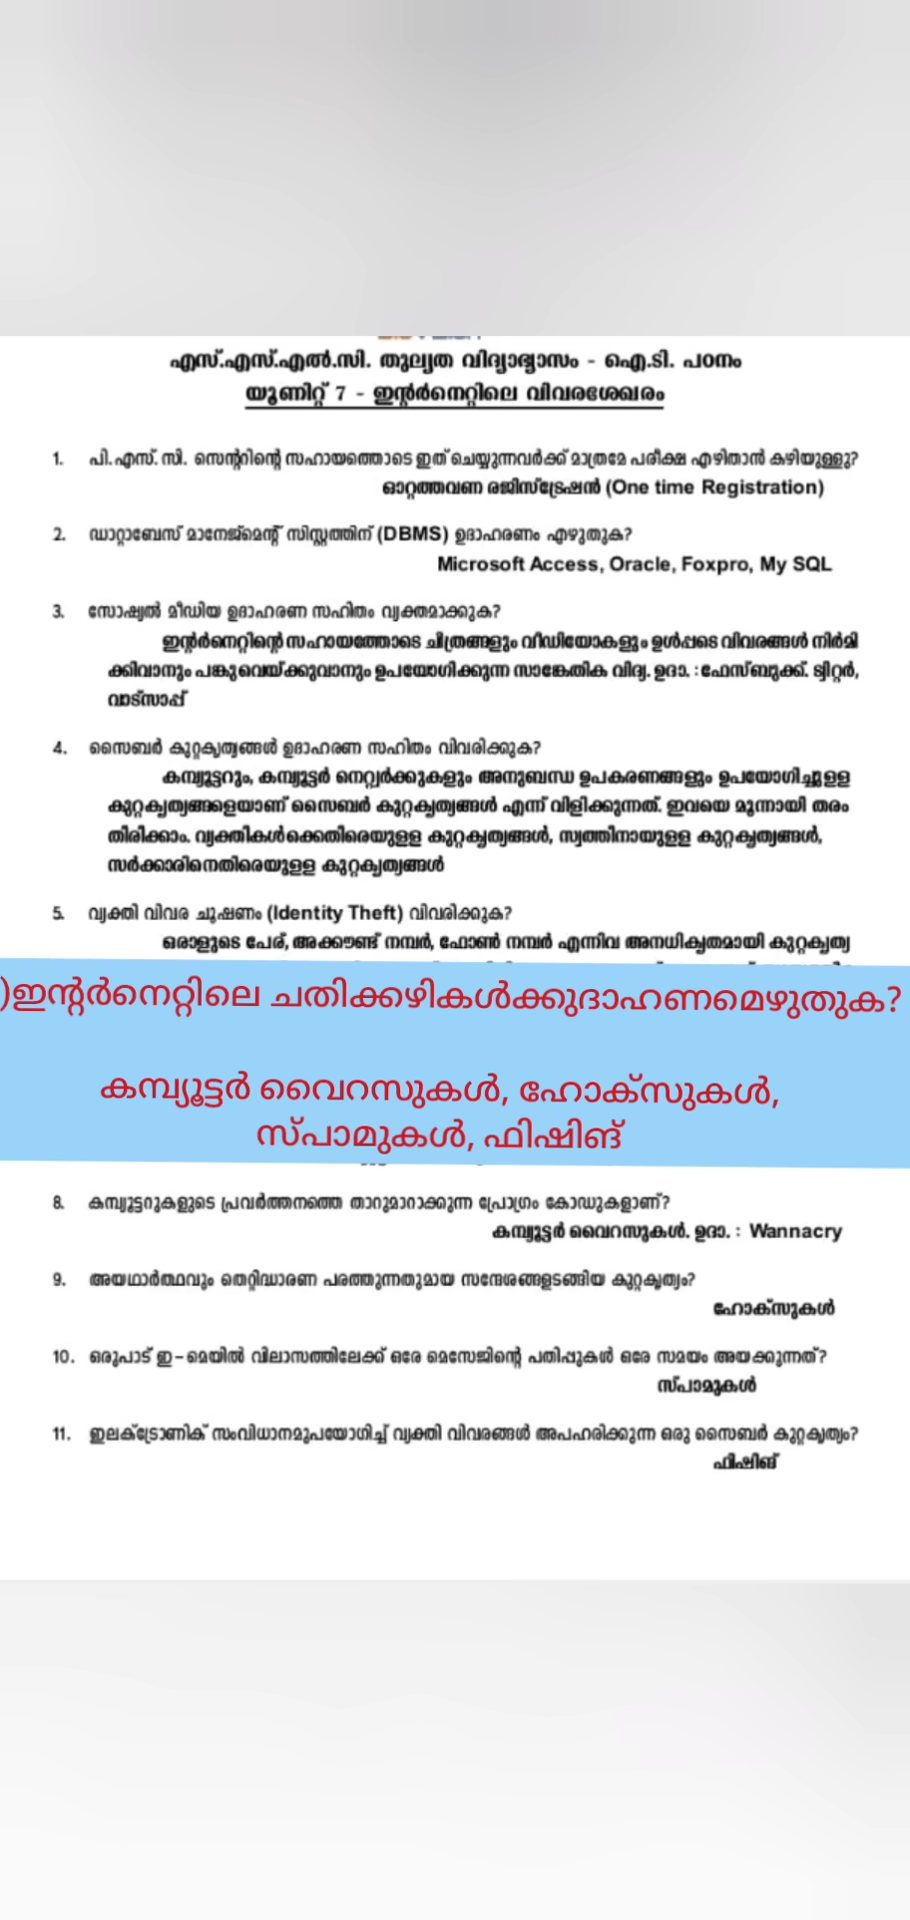 എസ്.എസ്.എൽ.സി. തുല്യത വിദ്യാഭ്യാസം - ഐ.ടി. പഠനം
യൂണിറ്റ് 7 - ഇന്റർനെറ്റിലെ വിവരശേഖരം
1. പി.എസ്.സി. സെന്ററിന്റെ സഹായത്തൊടെ ഇത് ചെയ്യുന്നവർക്ക് മാത്രമേ പരീക്ഷ എഴിതാൻ കഴിയുള്ളു?
ഓറ്റത്തവണ രജിസ്ട്രേഷൻ (One time Registration)
2. ഡാറ്റാബേസ് മാനേജ്മെന്റ് സിസ്റ്റത്തിന് (DBMS) ഉദാഹരണം എഴുതുക?
Microsoft Access, Oracle, Foxpro, My SQL
3. സോഷ്യൽ മീഡിയ ഉദാഹരണ സഹിതം വ്യക്തമാക്കുക?
ഇന്റർനെറ്റിന്റെ സഹായത്തോടെ ചിത്രങ്ങളും വീഡിയോകളും ഉൾപ്പടെ വിവരങ്ങൾ നിർമി
ക്കിവാനും പങ്കുവെയ്ക്കുവാനും ഉപയോഗിക്കുന്ന സാങ്കേതിക വിദ്യ. ഉദാ. : ഫേസ്ബുക്ക്. ട്വിറ്റർ,
വാട്സാപ്പ്
4. സൈബർ കുറ്റകൃത്യങ്ങൾ ഉദാഹരണ സഹിതം വിവരിക്കുക?
കമ്പ്യൂട്ടറും, കമ്പ്യൂട്ടർ നെറ്റ്വർക്കുകളും അനുബന്ധ ഉപകരണങ്ങളും ഉപയോഗിച്ചുളള
കുറ്റകൃത്യങ്ങളെയാണ് സൈബർ കുറ്റകൃത്യങ്ങൾ എന്ന് വിളിക്കുന്നത്. ഇവയെ മൂന്നായി തരം
തിരിക്കാം. വ്യക്തികൾക്കെതിരെയുളള കുറ്റകൃത്യങ്ങൾ, സ്വത്തിനായുളള കുറ്റകൃത്യങ്ങൾ,
സർക്കാരിനെതിരെയുളള കുറ്റകൃത്യങ്ങൾ
5. വ്യക്തി വിവര ചൂഷണം (Identity Theft) വിവരിക്കുക?
ഒരാളുടെ പേര്, അക്കൗണ്ട് നമ്പർ, ഫോൺ നമ്പർ എന്നിവ അനധികൃതമായി കുറ്റകൃത്യ
)ഇന്റർനെറ്റിലെ ചതിക്കുഴികൾക്കുദാഹണമെഴുതുക?
കമ്പ്യൂട്ടർ വൈറസുകൾ, ഹോക്സുകൾ,
സ്പാമുകൾ, ഫിഷിങ്
8. കമ്പ്യൂട്ടറുകളുടെ പ്രവർത്തനത്തെ താറുമാറാക്കുന്ന പ്രോഗ്രം കോഡുകളാണ്?
കമ്പ്യൂട്ടർ വൈറസുകൾ. ഉദാ. : Wannacry
9. അയഥാർത്ഥവും തെറ്റിദ്ധാരണ പരത്തുന്നതുമായ സന്ദേശങ്ങളടങ്ങിയ കുറ്റകൃത്യം?
ഹോക്സുകൾ
10. ഒരുപാട് ഇ-മെയിൽ വിലാസത്തിലേക്ക് ഒരേ മെസേജിന്റെ പതിപ്പുകൾ ഒരേ സമയം അയക്കുന്നത്?
സ്പാമുകൾ
11. ഇലക്ട്രോണിക് സംവിധാനമുപയോഗിച്ച് വ്യക്തി വിവരങ്ങൾ അപഹരിക്കുന്ന ഒരു സൈബർ കുറ്റകൃത്യം?
ഫിഷിങ്